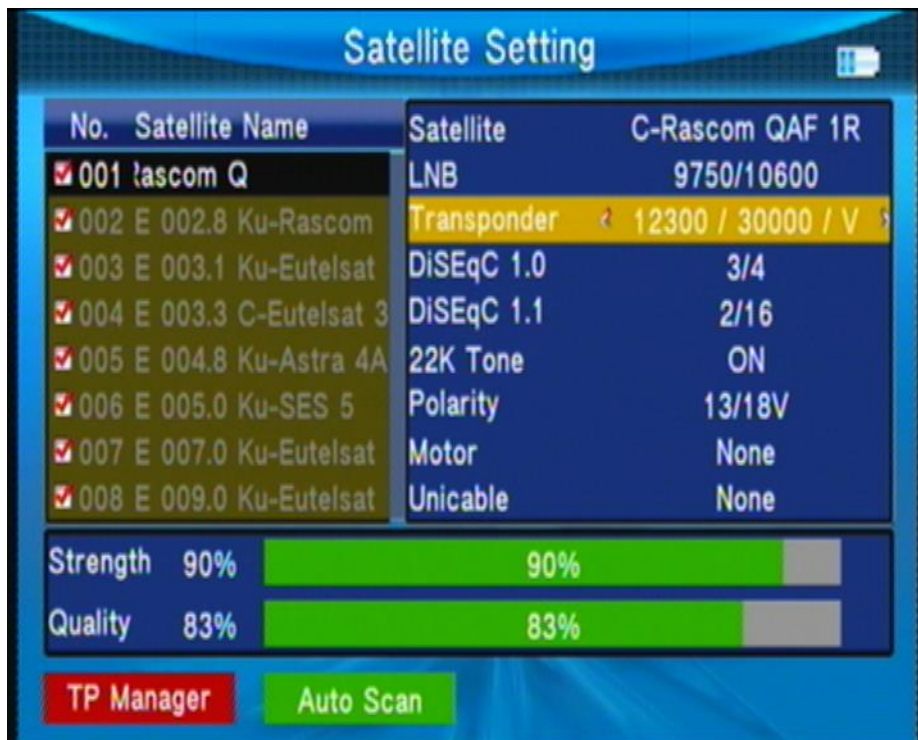 Satellite Setting
No. Satellite Name
001 Rascom Q
002 E 002.8 Ku-Rascom
003 E 003.1 Ku-Eutelsat
004 E 003.3 C-Eutelsat 3
005 E 004.8 Ku-Astra 4A
006 E 005.0 Ku-SES 5
007 E 007.0 Ku-Eutelsat
008 E 009.0 Ku-Eutelsat
Satellite C-Rascom QAF 1R
LNB 9750/10600
Transponder 12300 / 30000 / V
DiSEqC 1.0 3/4
DiSEqC 1.1 2/16
22K Tone ON
Polarity 13/18V
Motor None
Unicable None
Strength 90% 90%
Quality 83% 83%
TP Manager Auto Scan